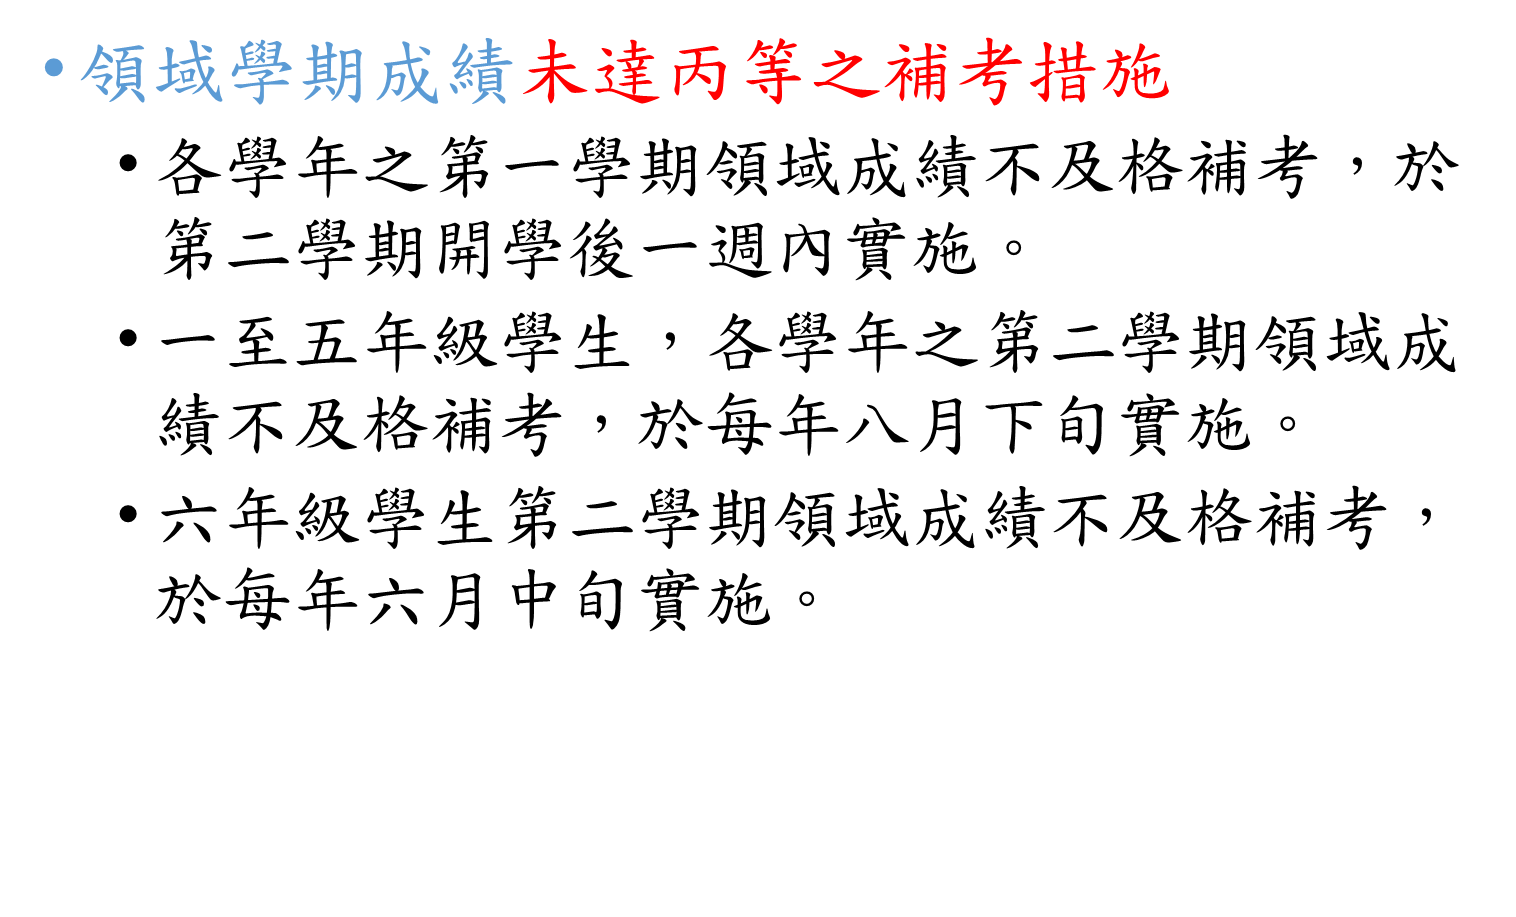 • 領域學期成績未達丙等之補考措施
• 各學年之第一學期領域成績不及格補考，於
第二學期開學後一週內實施。
• 一至五年級學生，各學年之第二學期領域成
績不及格補考，於每年八月下旬實施。
• 六年級學生第二學期領域成績不及格補考，
於每年六月中旬實施。